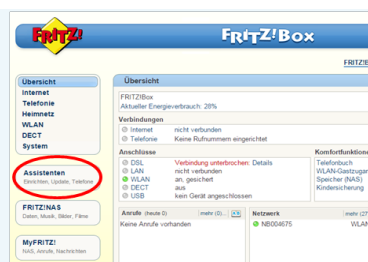 FRITZ!
FRITZ!BOX
Übersicht
Internet
Telefonie
Heimnetz
WLAN
DECT
System
Assistenten
Einrichten, Update, Telefone
FRITZ!NAS
Daten, Musik, Bilder, Filme
MyFRITZ!
NAS, Anrufe, Nachrichten
Übersicht
FRITZ!Box
Aktueller Energieverbrauch: 28%
Verbindungen
Internet nicht verbunden
Telefonie Keine Rufnummern eingerichtet
Anschlüsse Komfortfunktione
DSL Verbindung unterbrochen: Details Telefonbuch
LAN nicht verbunden WLAN-Gastzugan
WLAN an, gesichert Speicher (NAS)
DECT aus Kindersicherung
USB kein Gerät angeschlossen
Anrufe (heute 0) mehr (0)... Netzwerk mehr (27
Keine Anrufe vorhanden NB004675 WLAN